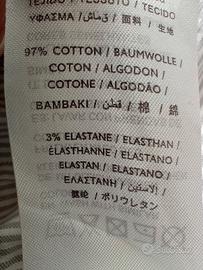 ΥΦΑΣΜΑ / قماش / 面料 / 生地
97% COTTON / BAUMWOLLE /
COTON / ALGODON /
COTONE / ALGODÃO /
BAMBAKI / قطن / 棉 / 綿
3% ELASTANE / ELASTHAN /
ÉLASTHANNE / ELASTANO /
ELASTAN / ELASTANO /
ΕΛΑΣΤΑΝΗ / الاستين /
氨纶 / ポリウレタン